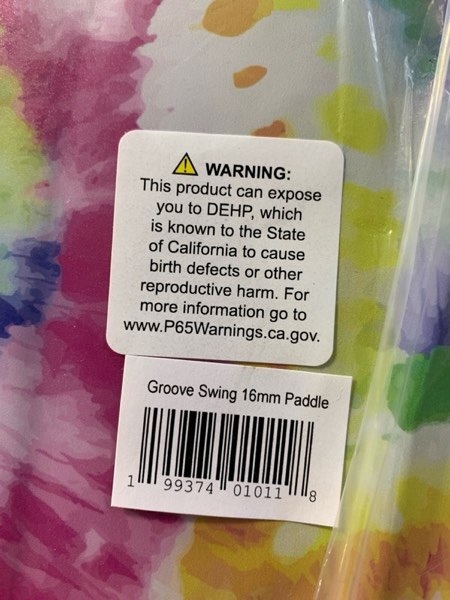 WARNING:
This product can expose
you to DEHP, which
is known to the State
of California to cause
birth defects or other
reproductive harm. For
more information go to
www.P65Warnings.ca.gov.
Groove Swing 16mm Paddle
1 99374 01011 8